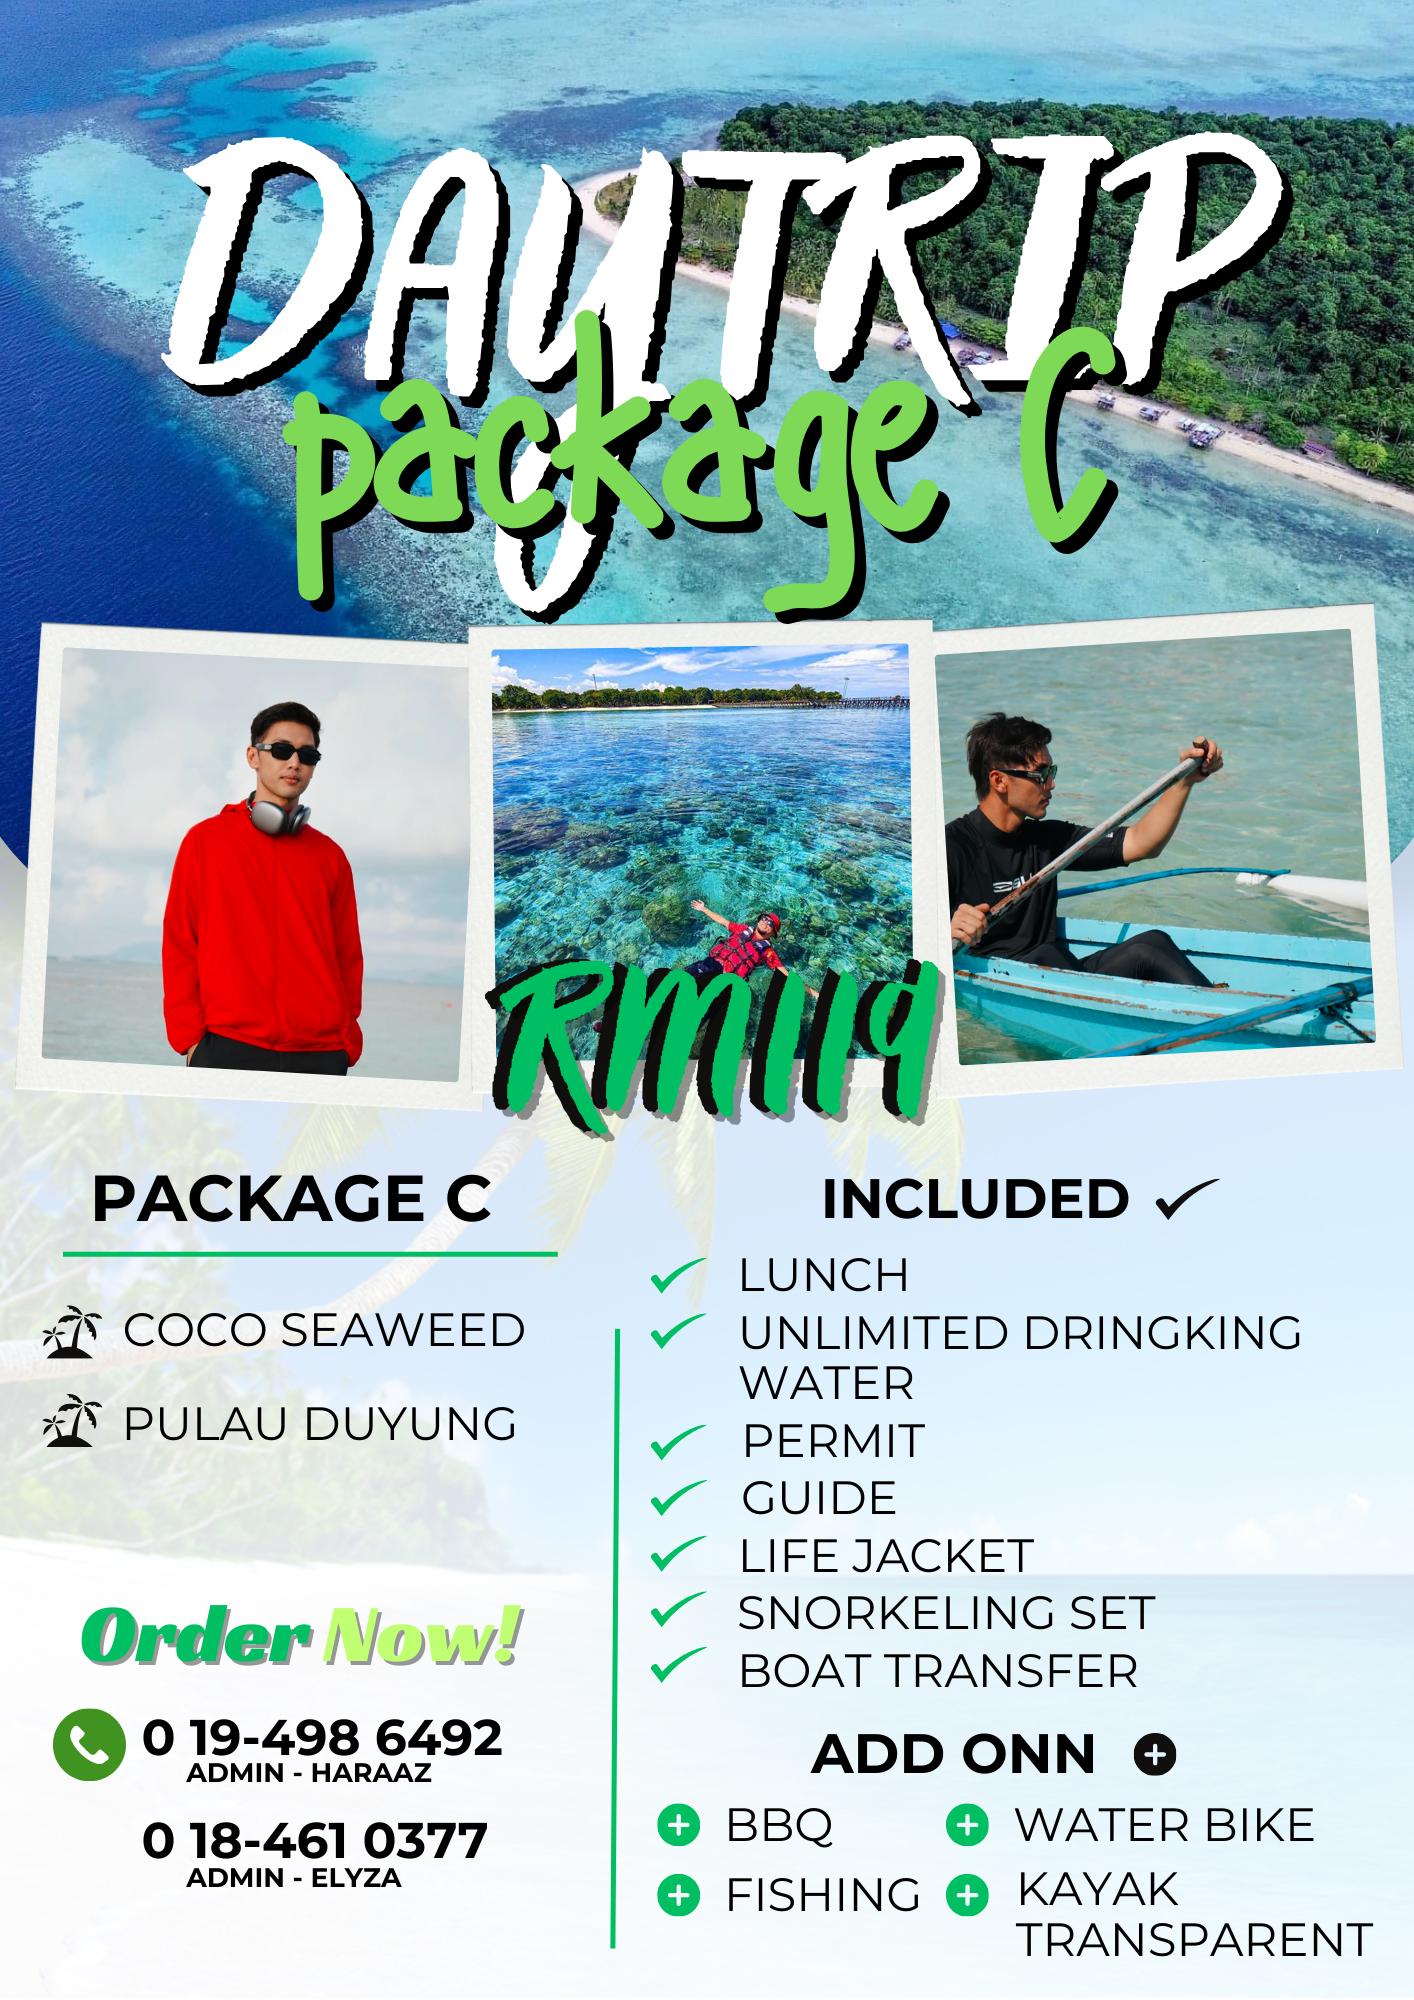 DAYTRIP
package C
RM119
PACKAGE C
COCO SEAWEED
PULAU DUYUNG
Order Now!
0 19-498 6492
ADMIN - HARAAZ
0 18-461 0377
ADMIN - ELYZA
INCLUDED
LUNCH
UNLIMITED DRINGKING
WATER
PERMIT
GUIDE
LIFE JACKET
SNORKELING SET
BOAT TRANSFER
ADD ONN
BBQ
WATER BIKE
FISHING
KAYAK
TRANSPARENT